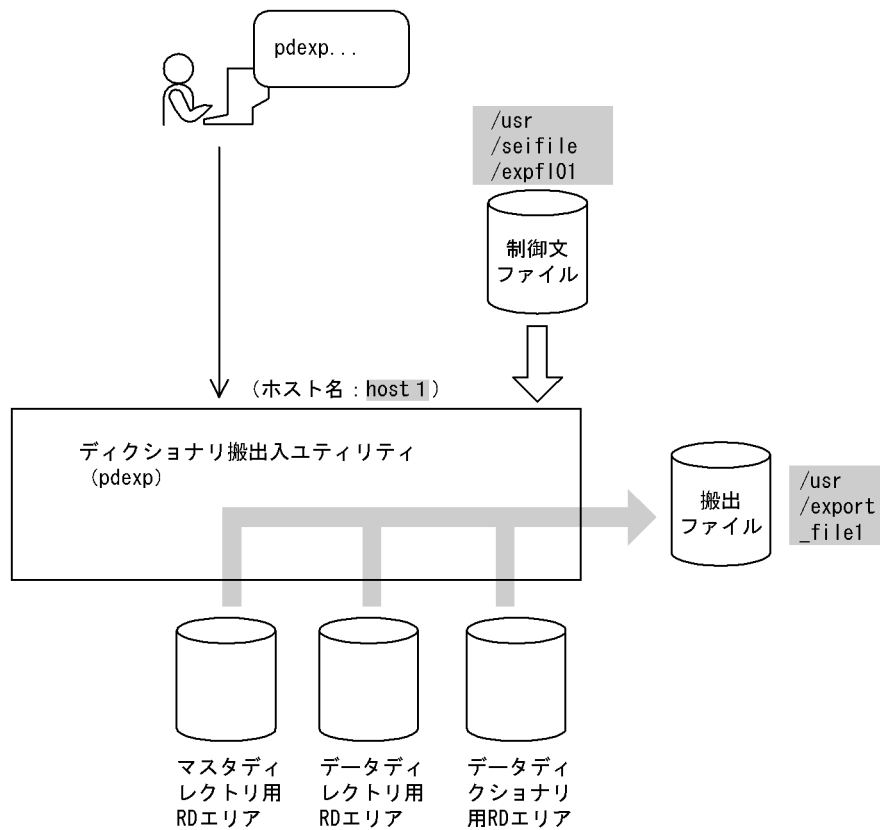 pdexp...
/usr
/seifile
/expfl01
制御文
ファイル
(ホスト名:host1)
ディクショナリ搬出入ユティリティ
(pdexp)
搬出
ファイル
/usr
/export
_file1
マスタディ
レクトリ用
RDエリア
データディ
レクトリ用
RDエリア
データディ
クショナリ
用RDエリア